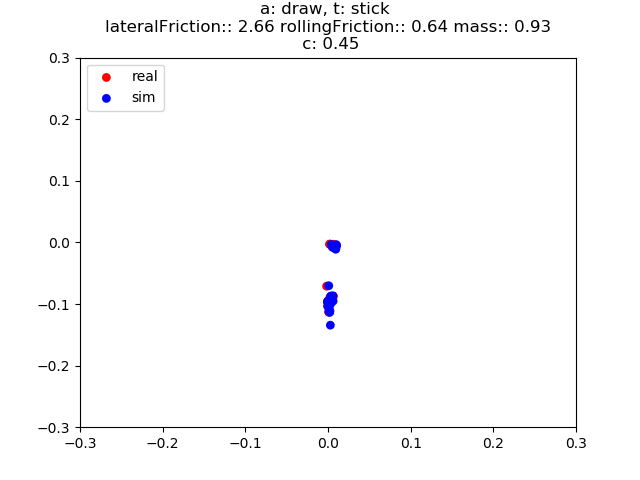 a: draw, t: stick
lateralFriction:: 2.66 rollingFriction:: 0.64 mass:: 0.93
c: 0.45
real
sim
0.3
0.2
0.1
0.0
−0.1
−0.2
−0.3
−0.3
−0.2
−0.1
0.0
0.1
0.2
0.3